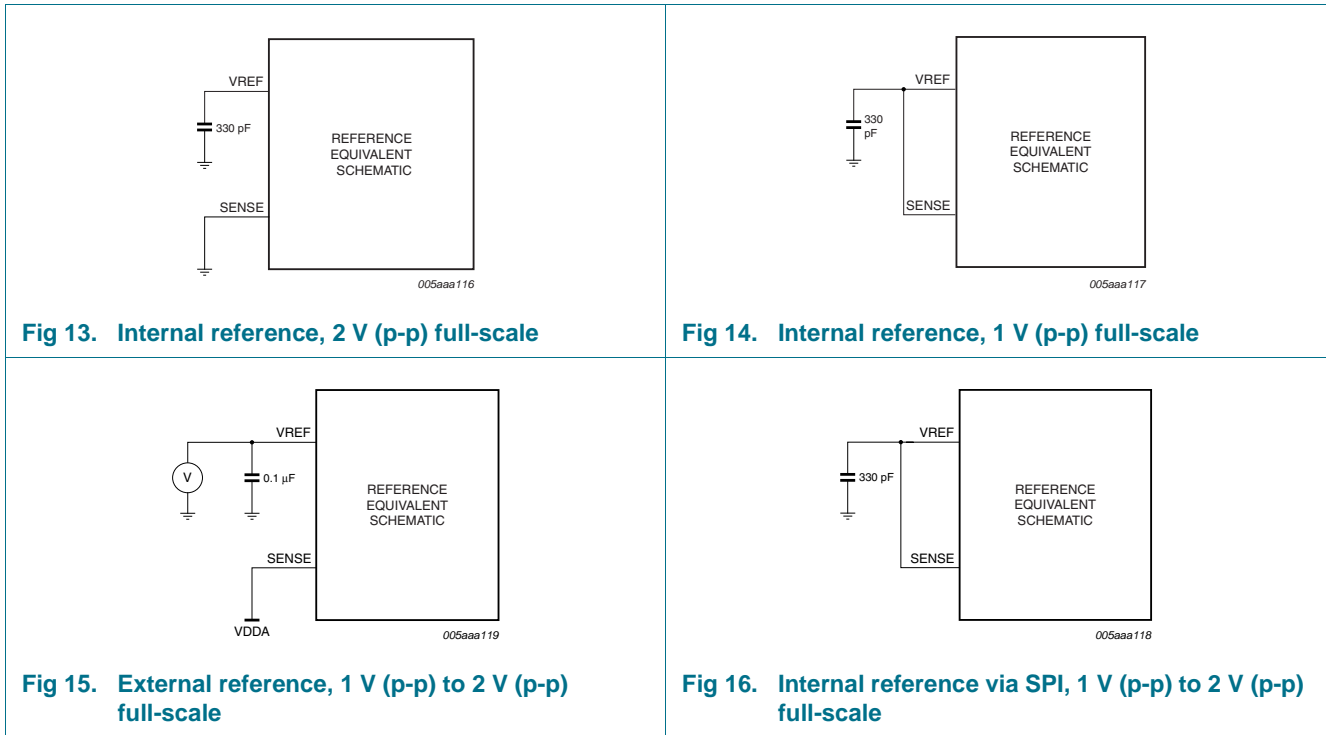 VREF
330 pF
REFERENCE
EQUIVALENT
SCHEMATIC
SENSE
005aaa116
Fig 13. Internal reference, 2 V (p-p) full-scale
VREF
330
pF
REFERENCE
EQUIVALENT
SCHEMATIC
SENSE
005aaa117
Fig 14. Internal reference, 1 V (p-p) full-scale
VREF
V
0.1 μF
REFERENCE
EQUIVALENT
SCHEMATIC
SENSE
VDDA
005aaa119
Fig 15. External reference, 1 V (p-p) to 2 V (p-p)
full-scale
VREF
330 pF
REFERENCE
EQUIVALENT
SCHEMATIC
SENSE
005aaa118
Fig 16. Internal reference via SPI, 1 V (p-p) to 2 V (p-p)
full-scale